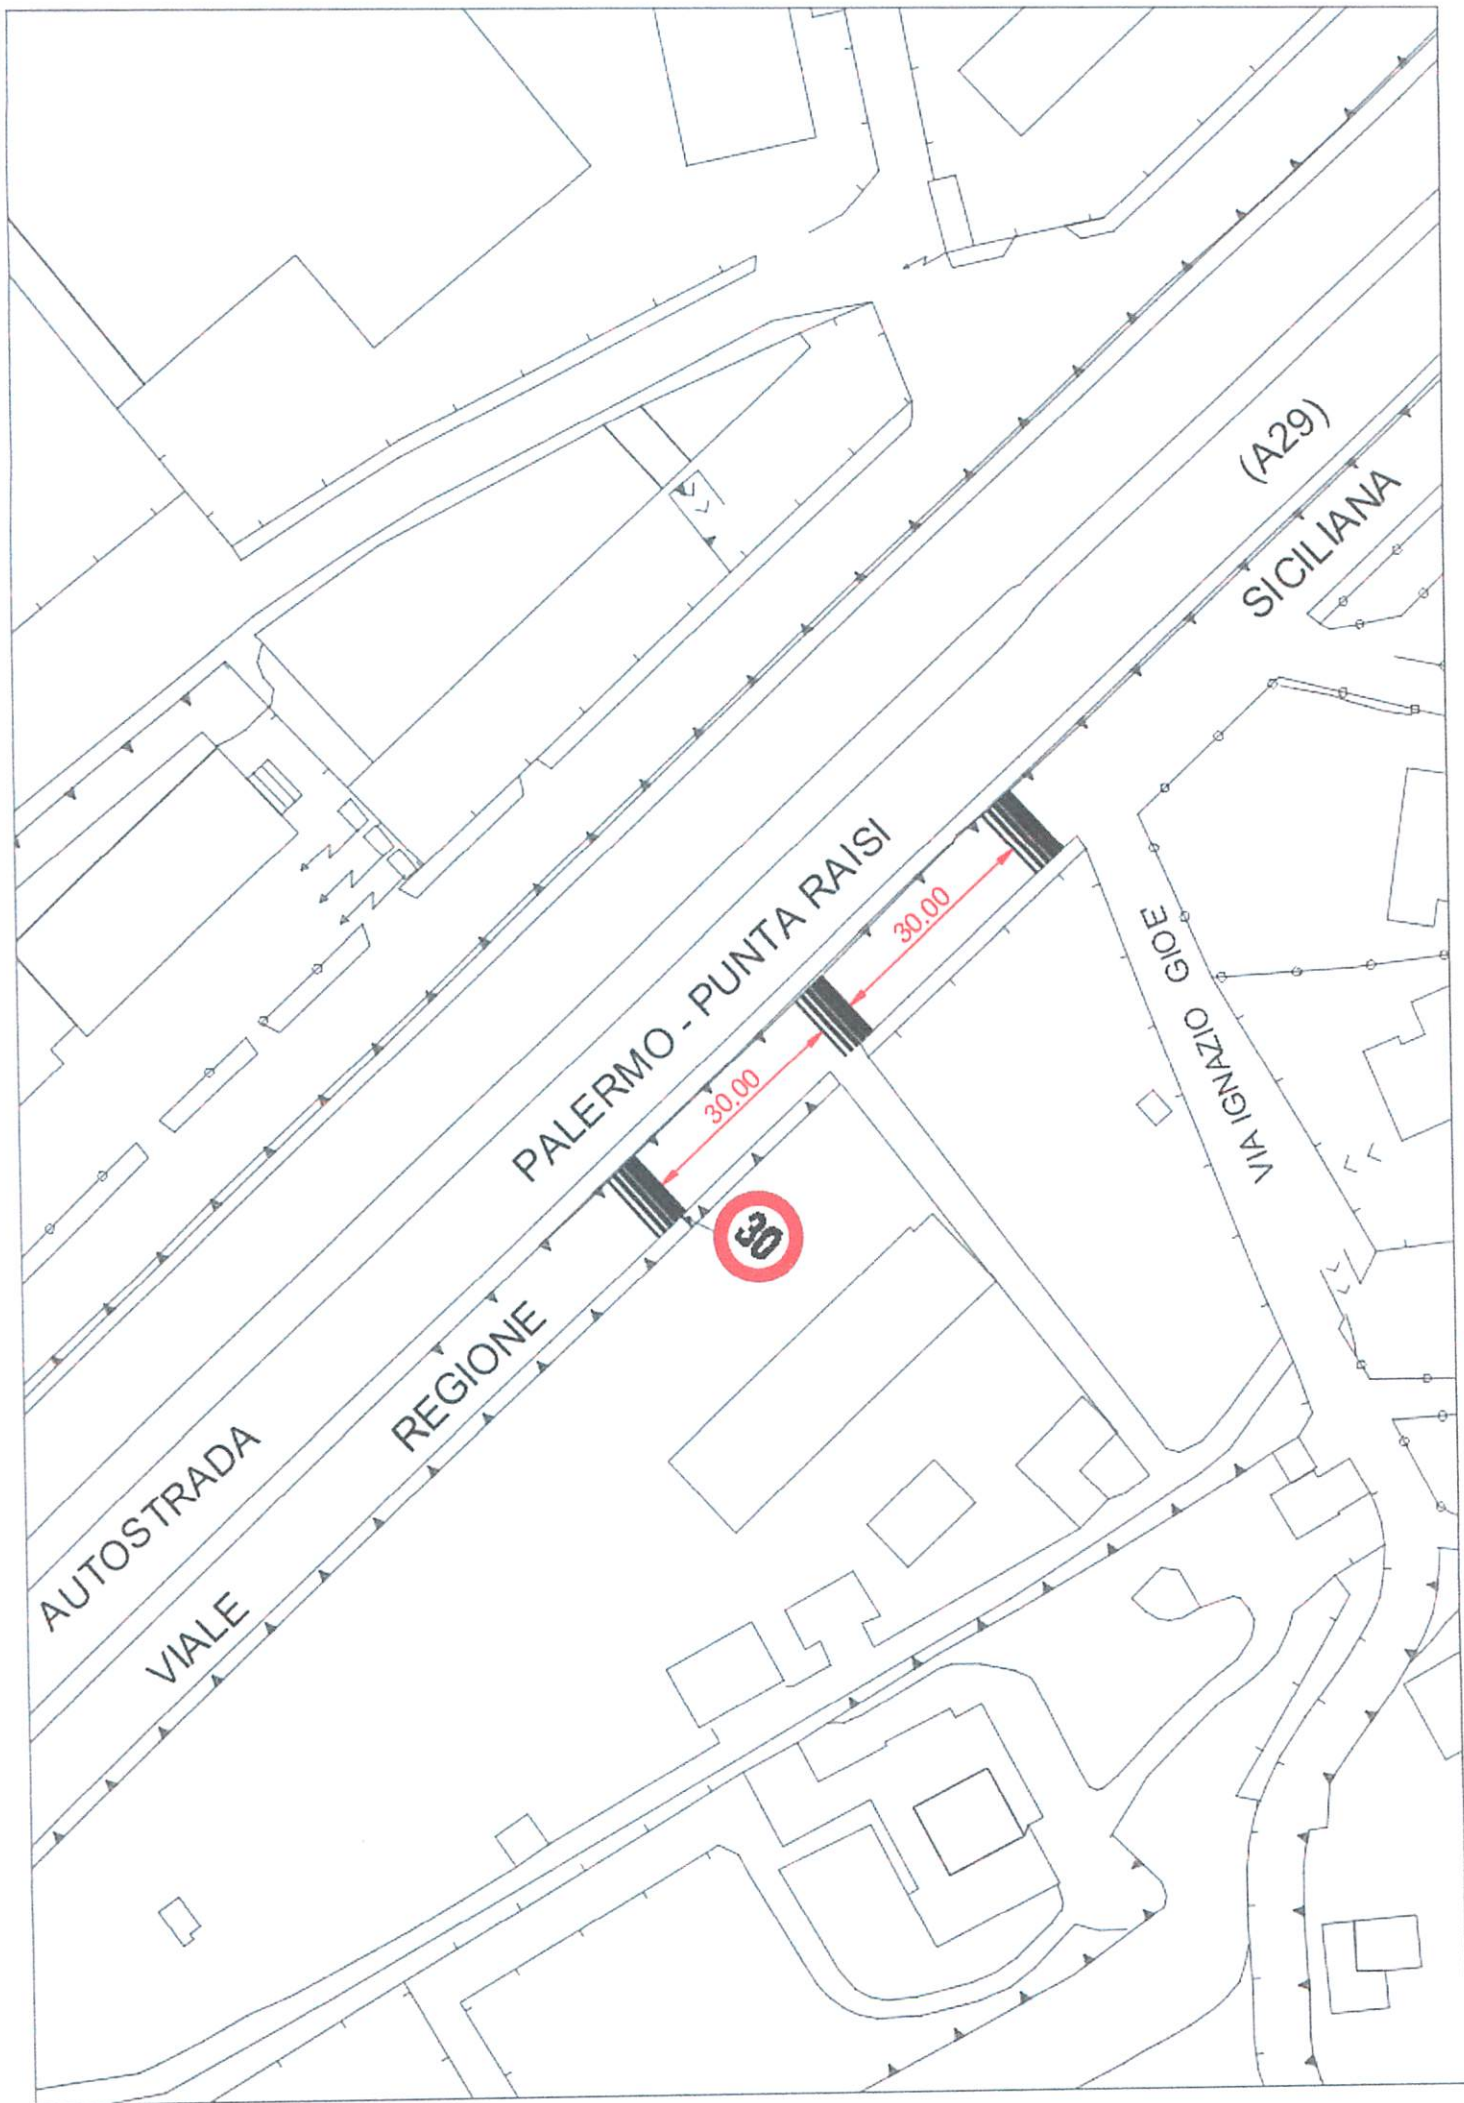 AUTOSTRADA PALERMO - PUNTA RAISI (A29)
VIALE REGIONE SICILIANA
VIA IGNAZIO GIOE
30.00
30.00
30